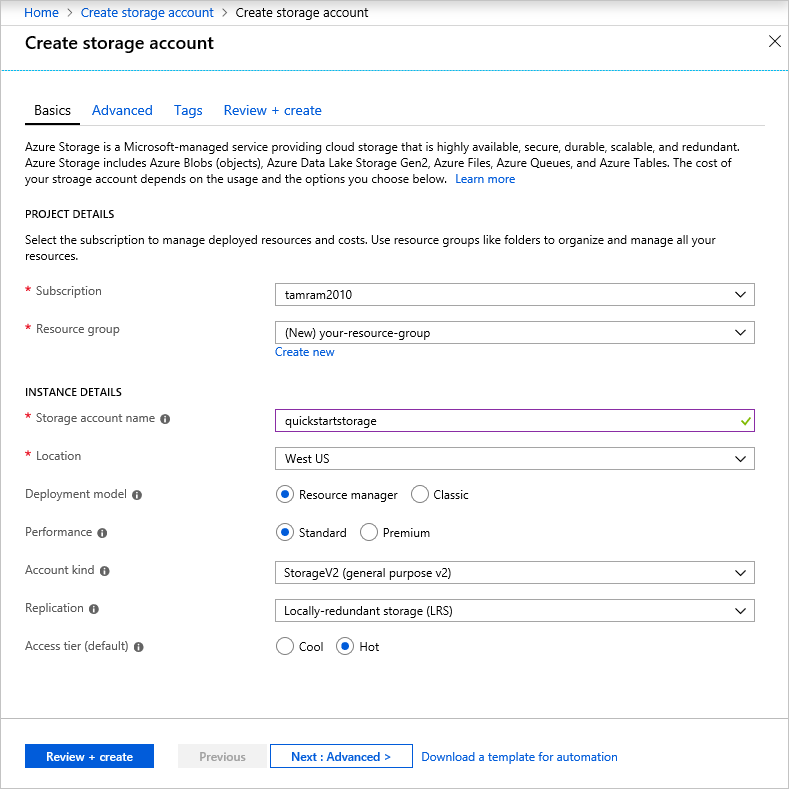 Home > Create storage account > Create storage account
Create storage account
Basics Advanced Tags Review + create
Azure Storage is a Microsoft-managed service providing cloud storage that is highly available, secure, durable, scalable, and redundant.
Azure Storage includes Azure Blobs (objects), Azure Data Lake Storage Gen2, Azure Files, Azure Queues, and Azure Tables. The cost of
your stroage account depends on the usage and the options you choose below. Learn more
PROJECT DETAILS
Select the subscription to manage deployed resources and costs. Use resource groups like folders to organize and manage all your
resources.
* Subscription tamram2010
* Resource group (New) your-resource-group
Create new
INSTANCE DETAILS
* Storage account name quickstartstorage
* Location West US
Deployment model Resource manager Classic
Performance Standard Premium
Account kind StorageV2 (general purpose v2)
Replication Locally-redundant storage (LRS)
Access tier (default) Cool Hot
Review + create Previous Next : Advanced > Download a template for automation